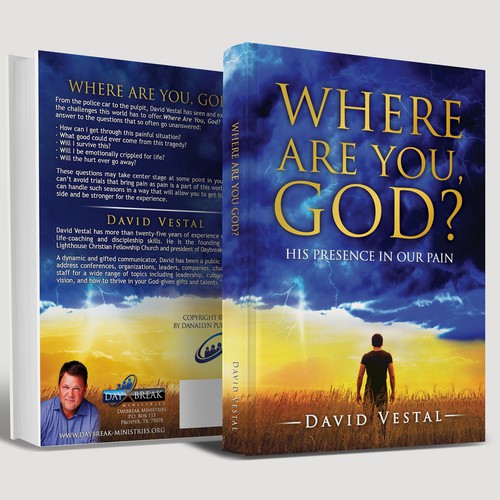 WHERE ARE YOU, GOD
From the police car to the pulpit, David Vestal has seen and
the challenges this world has to offer. Where Are You, God?
answer to the questions that so often go unanswered:
- How can I get through this painful situation?
- What good could ever come from this tragedy?
- Will I survive this?
- Will I be emotionally crippled for life?
- Will the hurt ever go away?
These questions may take center stage at some point in your
can't avoid trials that bring pain as pain is a part of this
can handle such seasons in a way that will allow you to get to
side and be stronger for the experience.
DAVID VESTAL
David Vestal has more than twenty-five years of experience
life-coaching and discipleship skills. He is the founding
Lighthouse Christian Fellowship Church and president of Daybreak
A dynamic and gifted communicator, David has been a public
address conferences, organizations, leaders, companies,
staff for a wide range of topics including leadership,
vision, and how to thrive in your God-given gifts and talents.
COPYRIGHT ©
BY DANAILYN
DAY BREAK
MINISTRIES
DAYBREAK MINISTRIES
P.O. BOX 113
PROSPER, TX 75078
WWW.DAYBREAK-MINISTRIES.ORG
WHERE ARE YOU GOD?
DAVID VESTAL
WHERE
ARE YOU,
GOD?
HIS PRESENCE IN OUR PAIN
DAVID VESTAL